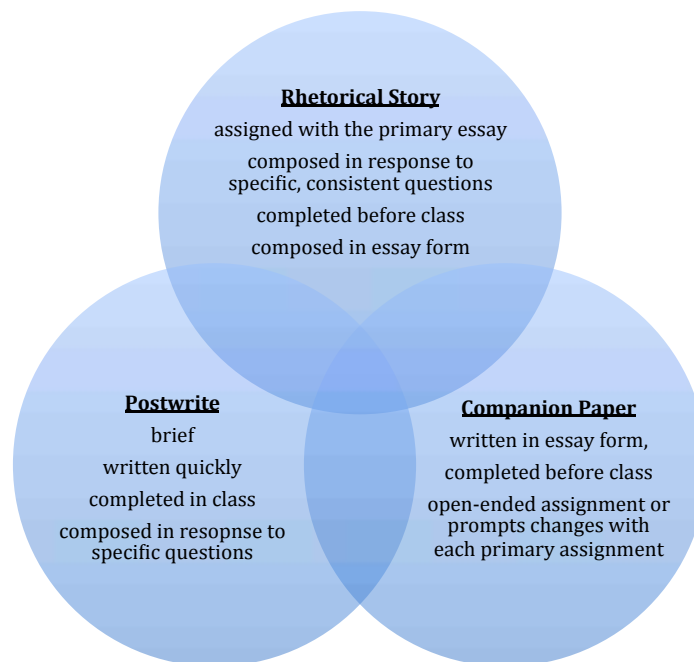 Rhetorical Story
assigned with the primary essay
composed in response to
specific, consistent questions
completed before class
composed in essay form
Postwrite
brief
written quickly
completed in class
composed in resopnse to
specific questions
Companion Paper
written in essay form,
completed before class
open-ended assignment or
prompts changes with
each primary assignment